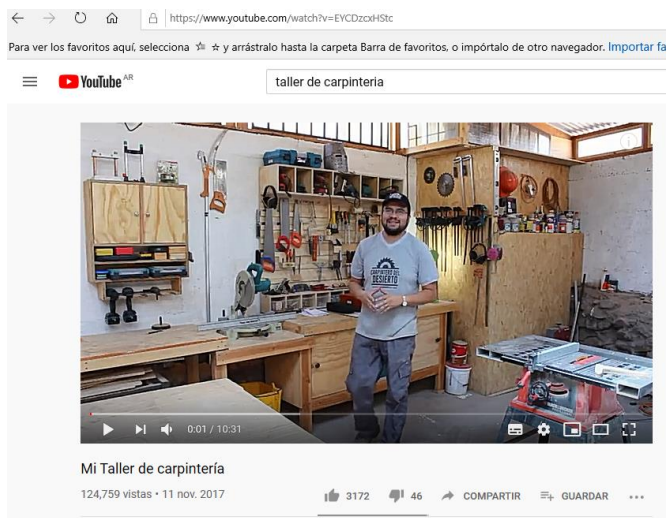 https://www.youtube.com/watch?v=EYCDzcxHStc
Para ver los favoritos aquí, selecciona y arrástralo hasta la carpeta Barra de favoritos, o impórtalo de otro navegador. Importar fa
YouTube AR
taller de carpinteria
CARPINTERO DEL
DESIERTO
0:01 / 10:31
Mi Taller de carpintería
124,759 vistas • 11 nov. 2017
3172 46 COMPARTIR GUARDAR